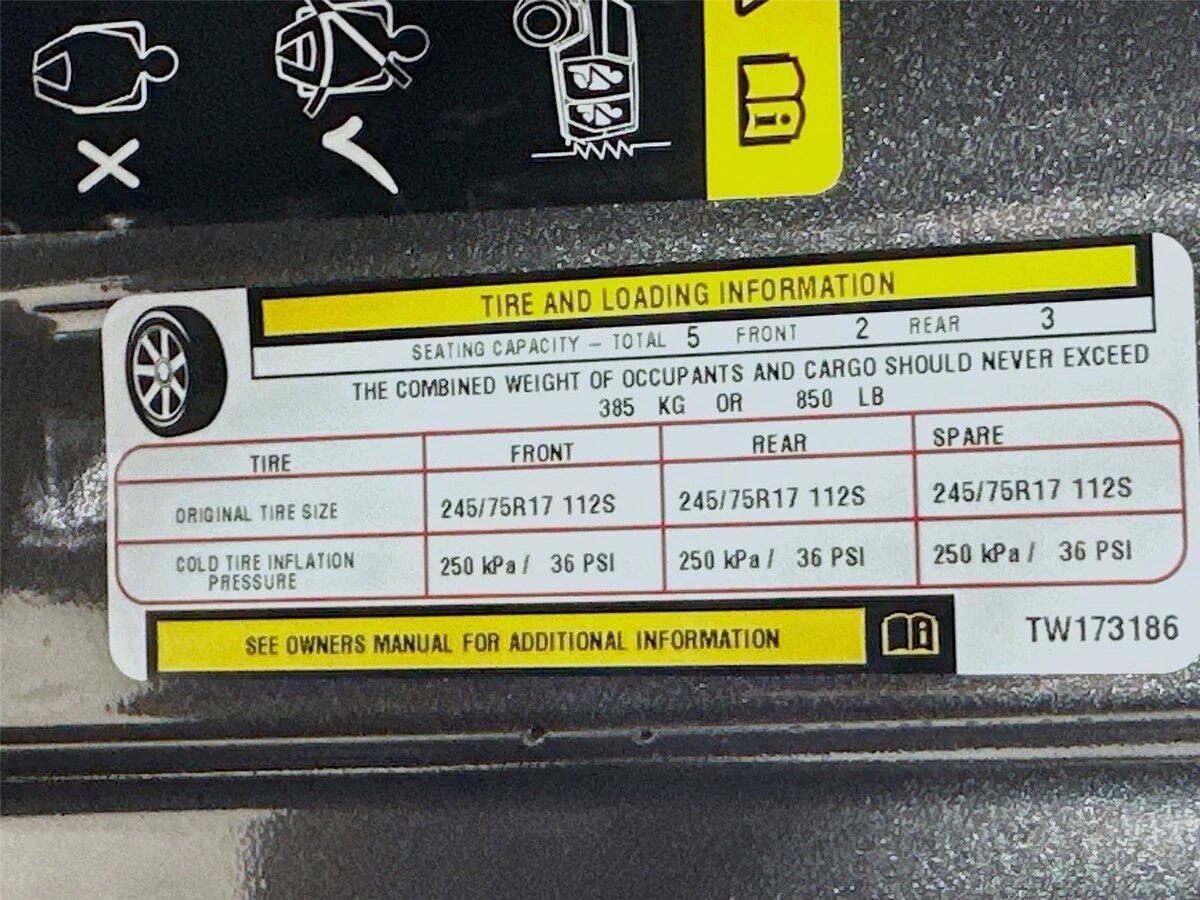 TIRE AND LOADING INFORMATION
SEATING CAPACITY – TOTAL 5 FRONT 2 REAR 3
THE COMBINED WEIGHT OF OCCUPANTS AND CARGO SHOULD NEVER EXCEED
385 KG OR 850 LB
TIRE FRONT REAR SPARE
ORIGINAL TIRE SIZE 245/75R17 112S 245/75R17 112S 245/75R17 112S
COLD TIRE INFLATION
PRESSURE 250 kPa / 36 PSI 250 kPa / 36 PSI 250 kPa / 36 PSI
SEE OWNERS MANUAL FOR ADDITIONAL INFORMATION
TW173186